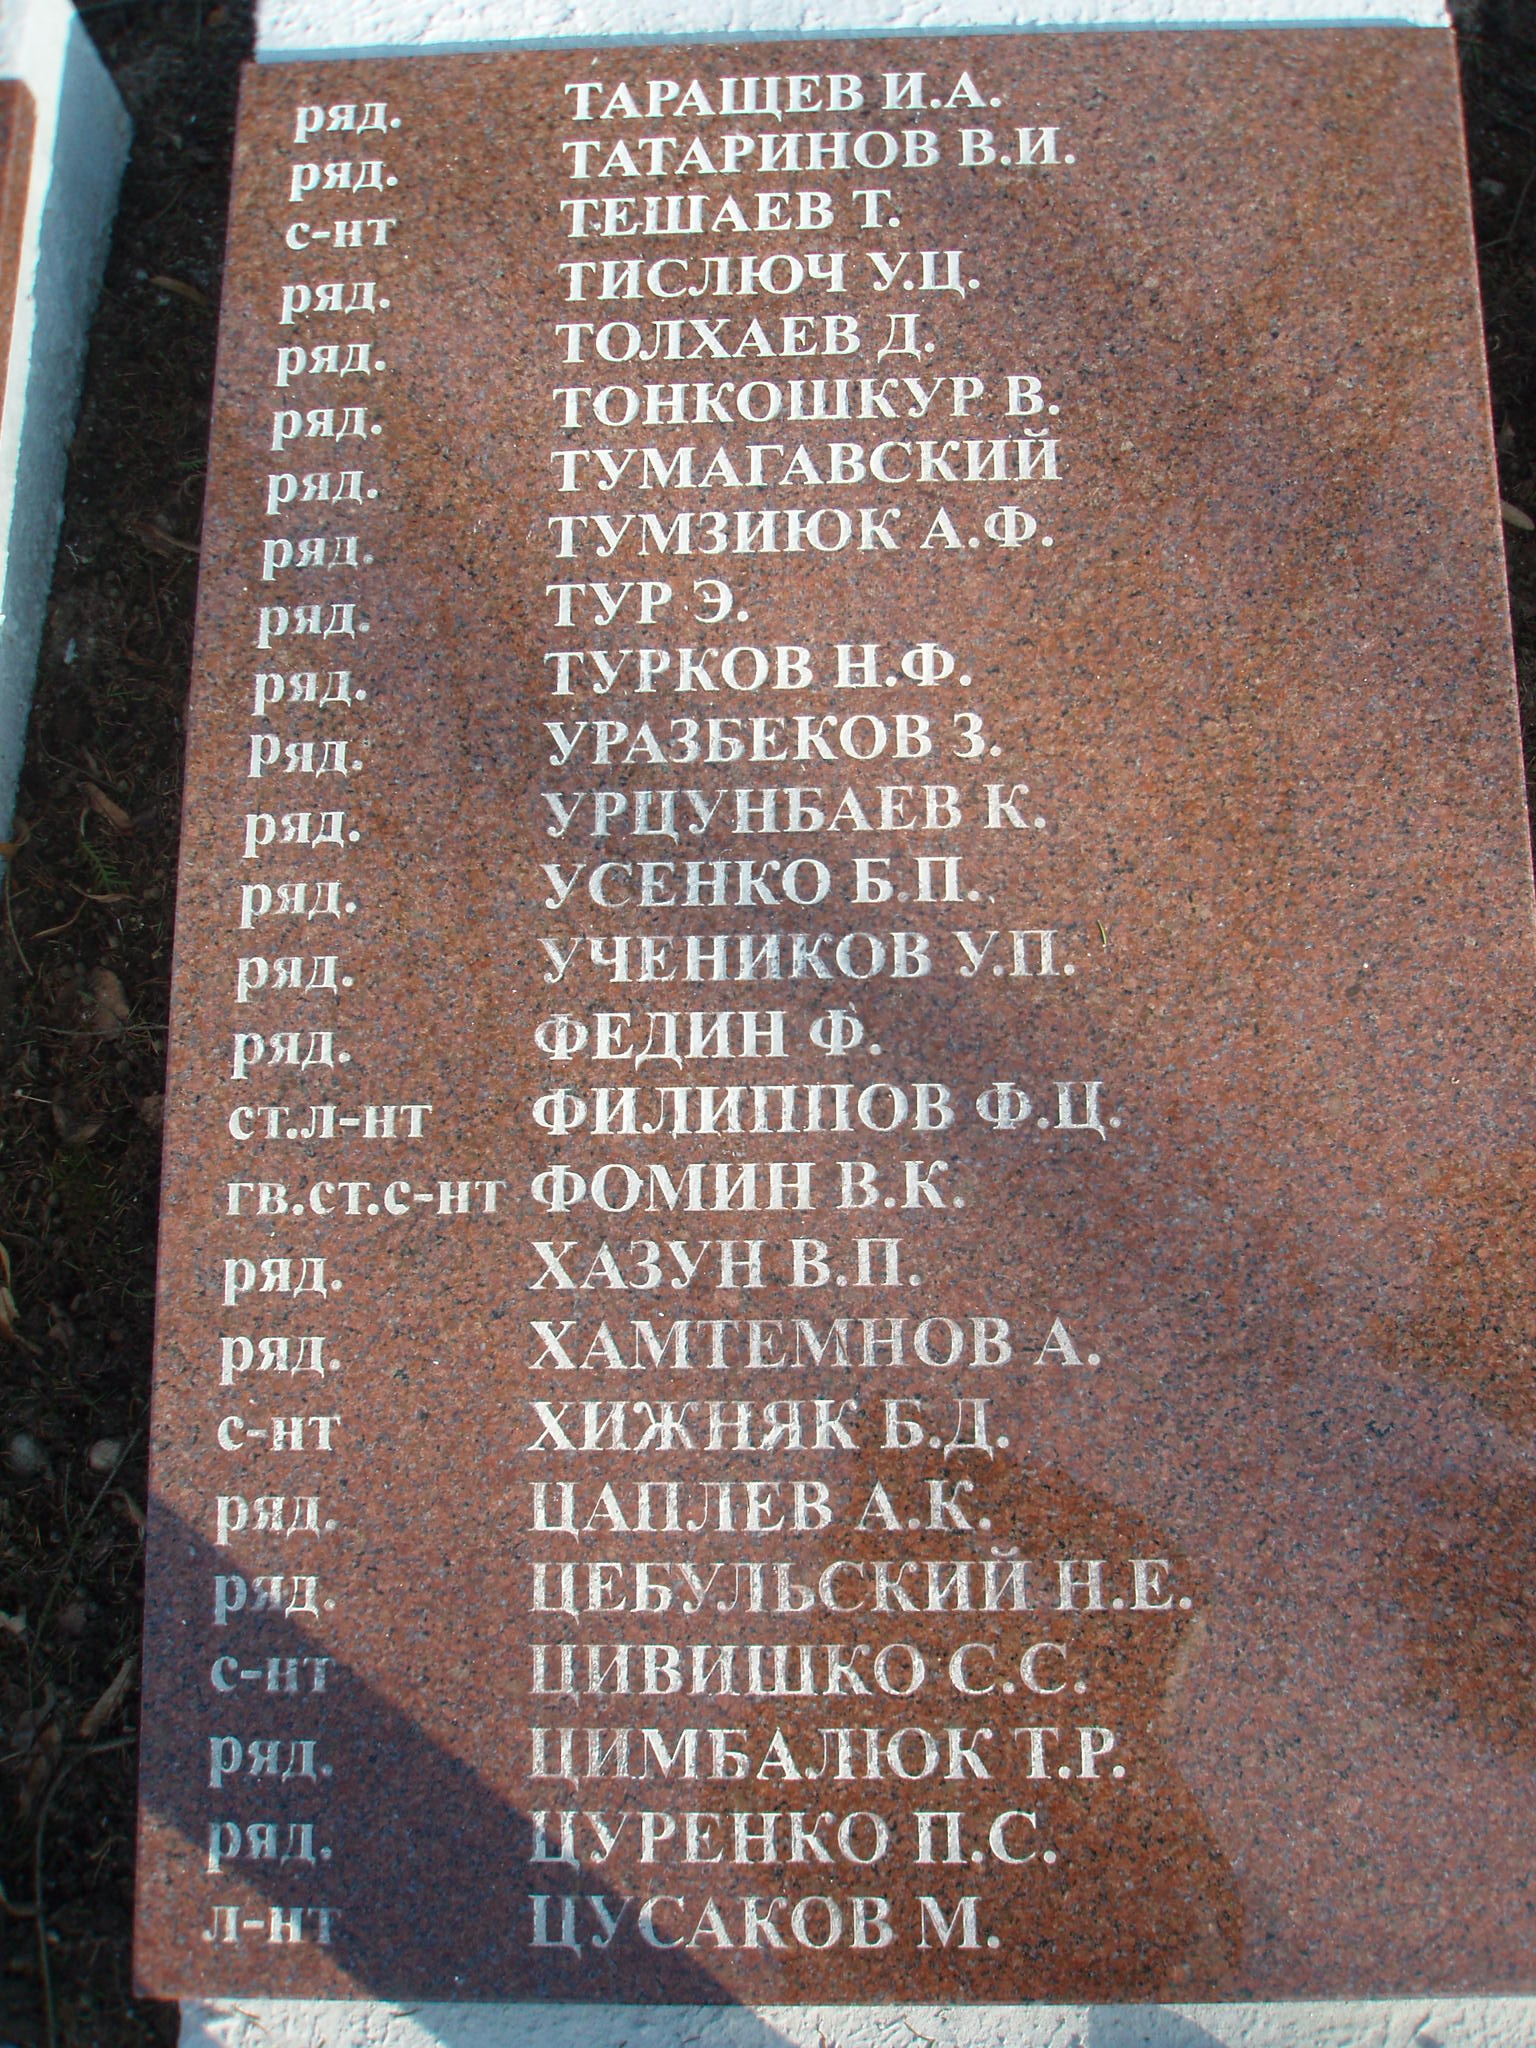 ряд. ТАРАЩЕВ И.А.
ряд. ТАТАРИНОВ В.И.
с-нт ТЕШАЕВ Т.
ряд. ТИСЛЮЧ У.Ц.
ряд. ТОЛХАЕВ Д.
ряд. ТОНКОШКУР В.
ряд. ТУМАГАВСКИЙ
ряд. ТУМЗИЮК А.Ф.
ряд. ТУР Э.
ряд. ТУРКОВ Н.Ф.
ряд. УРАЗБЕКОВ З.
ряд. УРЦУНБАЕВ К.
ряд. УСЕНКО Б.П.
ряд. УЧЕНИКОВ У.П.
ряд. ФЕДИН Ф.
ст.л-нт ФИЛИППОВ Ф.Ц.
гв.ст.с-нт ФОМИН В.К.
ряд. ХАЗУН В.П.
ряд. ХАМТЕМНОВ А.
с-нт ХИЖНЯК Б.Д.
ряд. ЦАПЛЕВ А.К.
ряд. ЦЕБУЛЬСКИЙ Н.Е.
с-нт ЦИВИШКО С.С.
ряд. ЦИМБАЛЮК Т.Р.
ряд. ЦУРЕНКО П.С.
л-нт ЦУСАКОВ М.